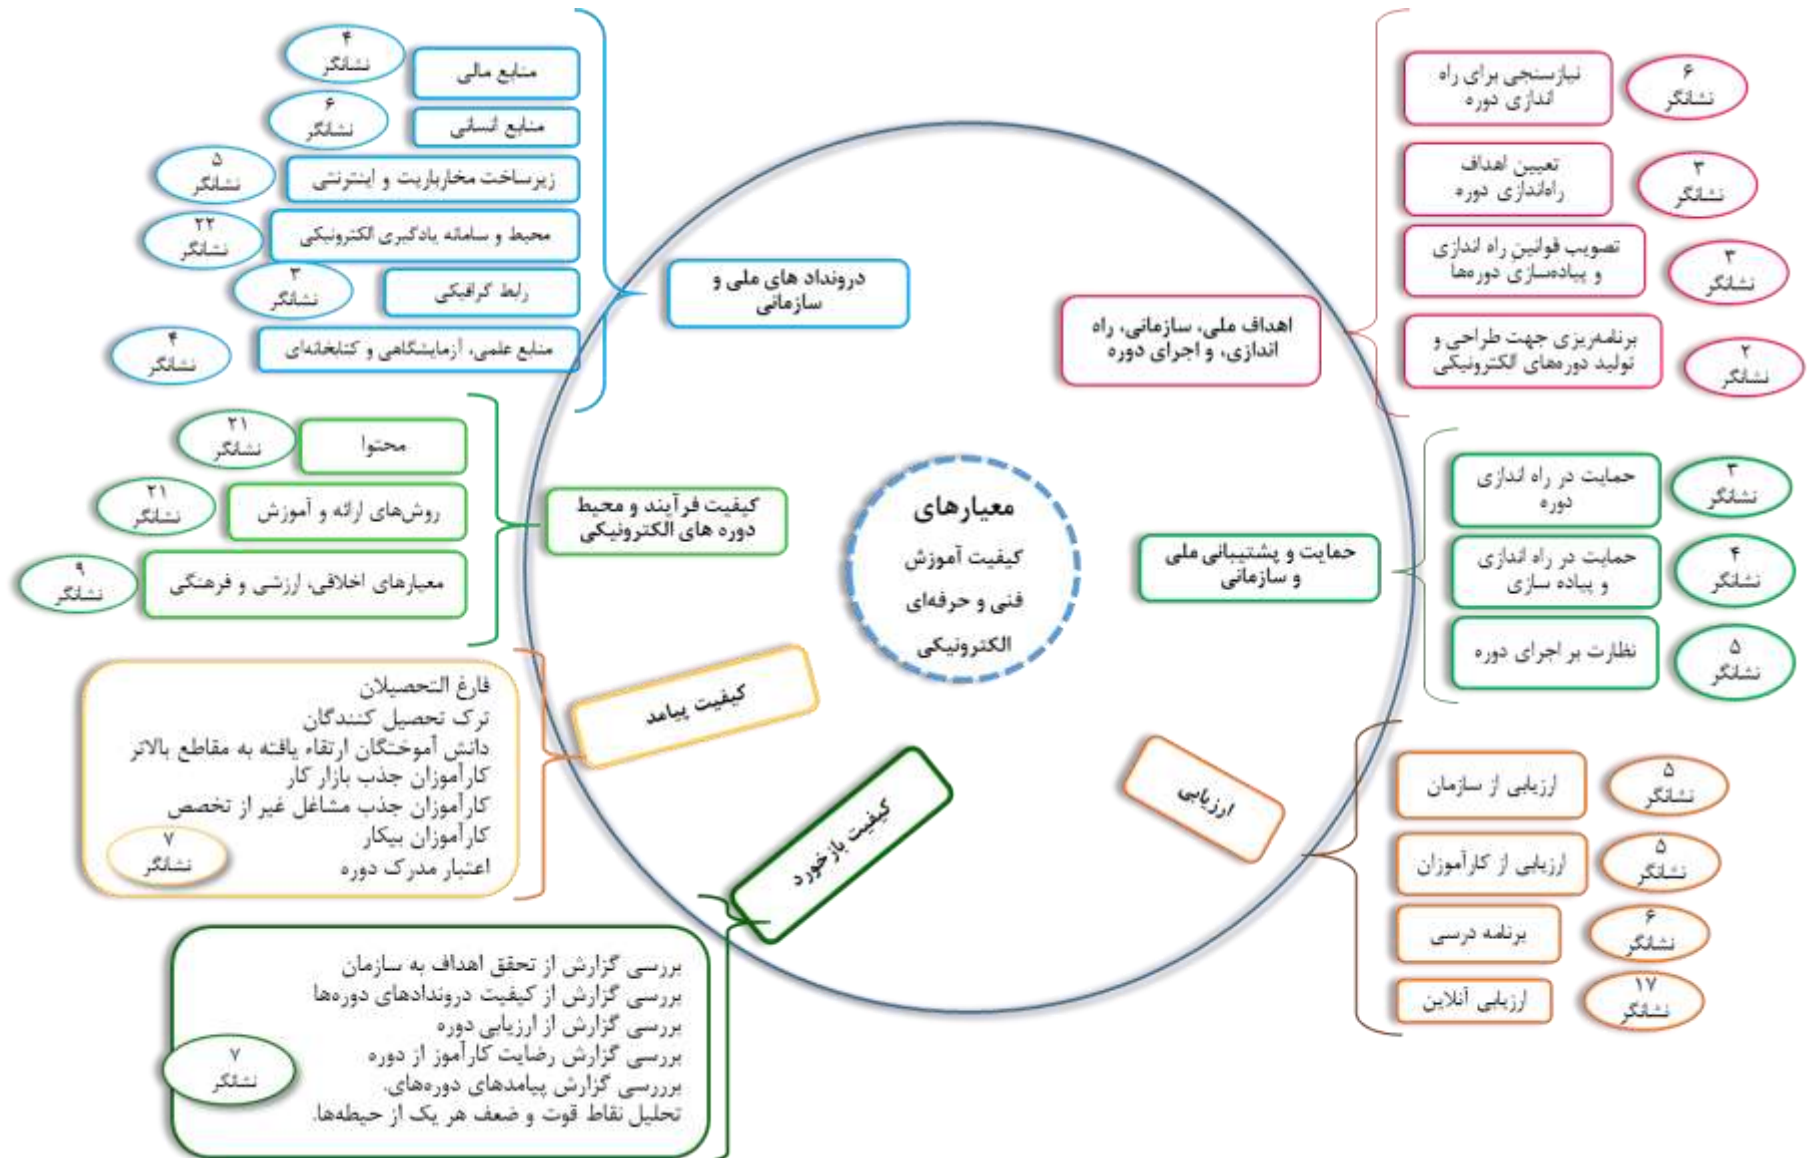 معیارهای
کیفیت آموزش
فنی و حرفه‌ای
الکترونیکی
اهداف ملی، سازمانی، راه
اندازی، و اجرای دوره
نیازسنجی برای راه
اندازی دوره
۶
نشانگر
تعیین اهداف
راه‌اندازی دوره
۳
نشانگر
تصویب قوانین راه اندازی
و پیاده‌سازی دوره‌ها
۳
نشانگر
برنامه‌ریزی جهت طراحی و
تولید دوره‌های الکترونیکی
۲
نشانگر
حمایت و پشتیبانی ملی
و سازمانی
حمایت در راه اندازی
دوره
۳
نشانگر
حمایت در راه اندازی
و پیاده سازی
۴
نشانگر
نظارت بر اجرای دوره
۵
نشانگر
ارزیابی
ارزیابی از سازمان
۵
نشانگر
ارزیابی از کارآموزان
۵
نشانگر
برنامه درسی
۶
نشانگر
ارزیابی آنلاین
۱۷
نشانگر
کیفیت بازخورد
بررسی گزارش از تحقق اهداف به سازمان
بررسی گزارش از کیفیت دروندادهای دوره‌ها
بررسی گزارش از ارزیابی دوره
بررسی گزارش رضایت کارآموز از دوره
برررسی گزارش پیامدهای دوره‌های.
تحلیل نقاط قوت و ضعف هر یک از حیطه‌ها.
۷
نشانگر
کیفیت پیامد
فارغ التحصیلان
ترک تحصیل کنندگان
دانش آموختگان ارتقاء یافته به مقاطع بالاتر
کارآموزان جذب بازار کار
کارآموزان جذب مشاغل غیر از تخصص
کارآموزان بیکار
اعتبار مدرک دوره
۷
نشانگر
کیفیت فرآیند و محیط
دوره های الکترونیکی
محتوا
۲۱
نشانگر
روش‌های ارائه و آموزش
۲۱
نشانگر
معیارهای اخلاقی، ارزشی و فرهنگی
۹
نشانگر
درونداد های ملی و
سازمانی
منابع مالی
۴
نشانگر
منابع انسانی
۶
نشانگر
زیرساخت مخارباریت و اینترنتی
۵
نشانگر
محیط و سامانه یادگیری الکترونیکی
۲۲
نشانگر
رابط گرافیکی
۳
نشانگر
منابع علمی، آزمایشگاهی و کتابخانه‌ای
۴
نشانگر